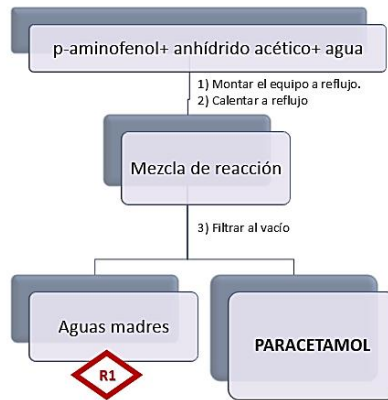 p-aminofenol+ anhídrido acético+ agua
1) Montar el equipo a reflujo.
2) Calentar a reflujo
Mezcla de reacción
3) Filtrar al vacío
Aguas madres
PARACETAMOL
R1